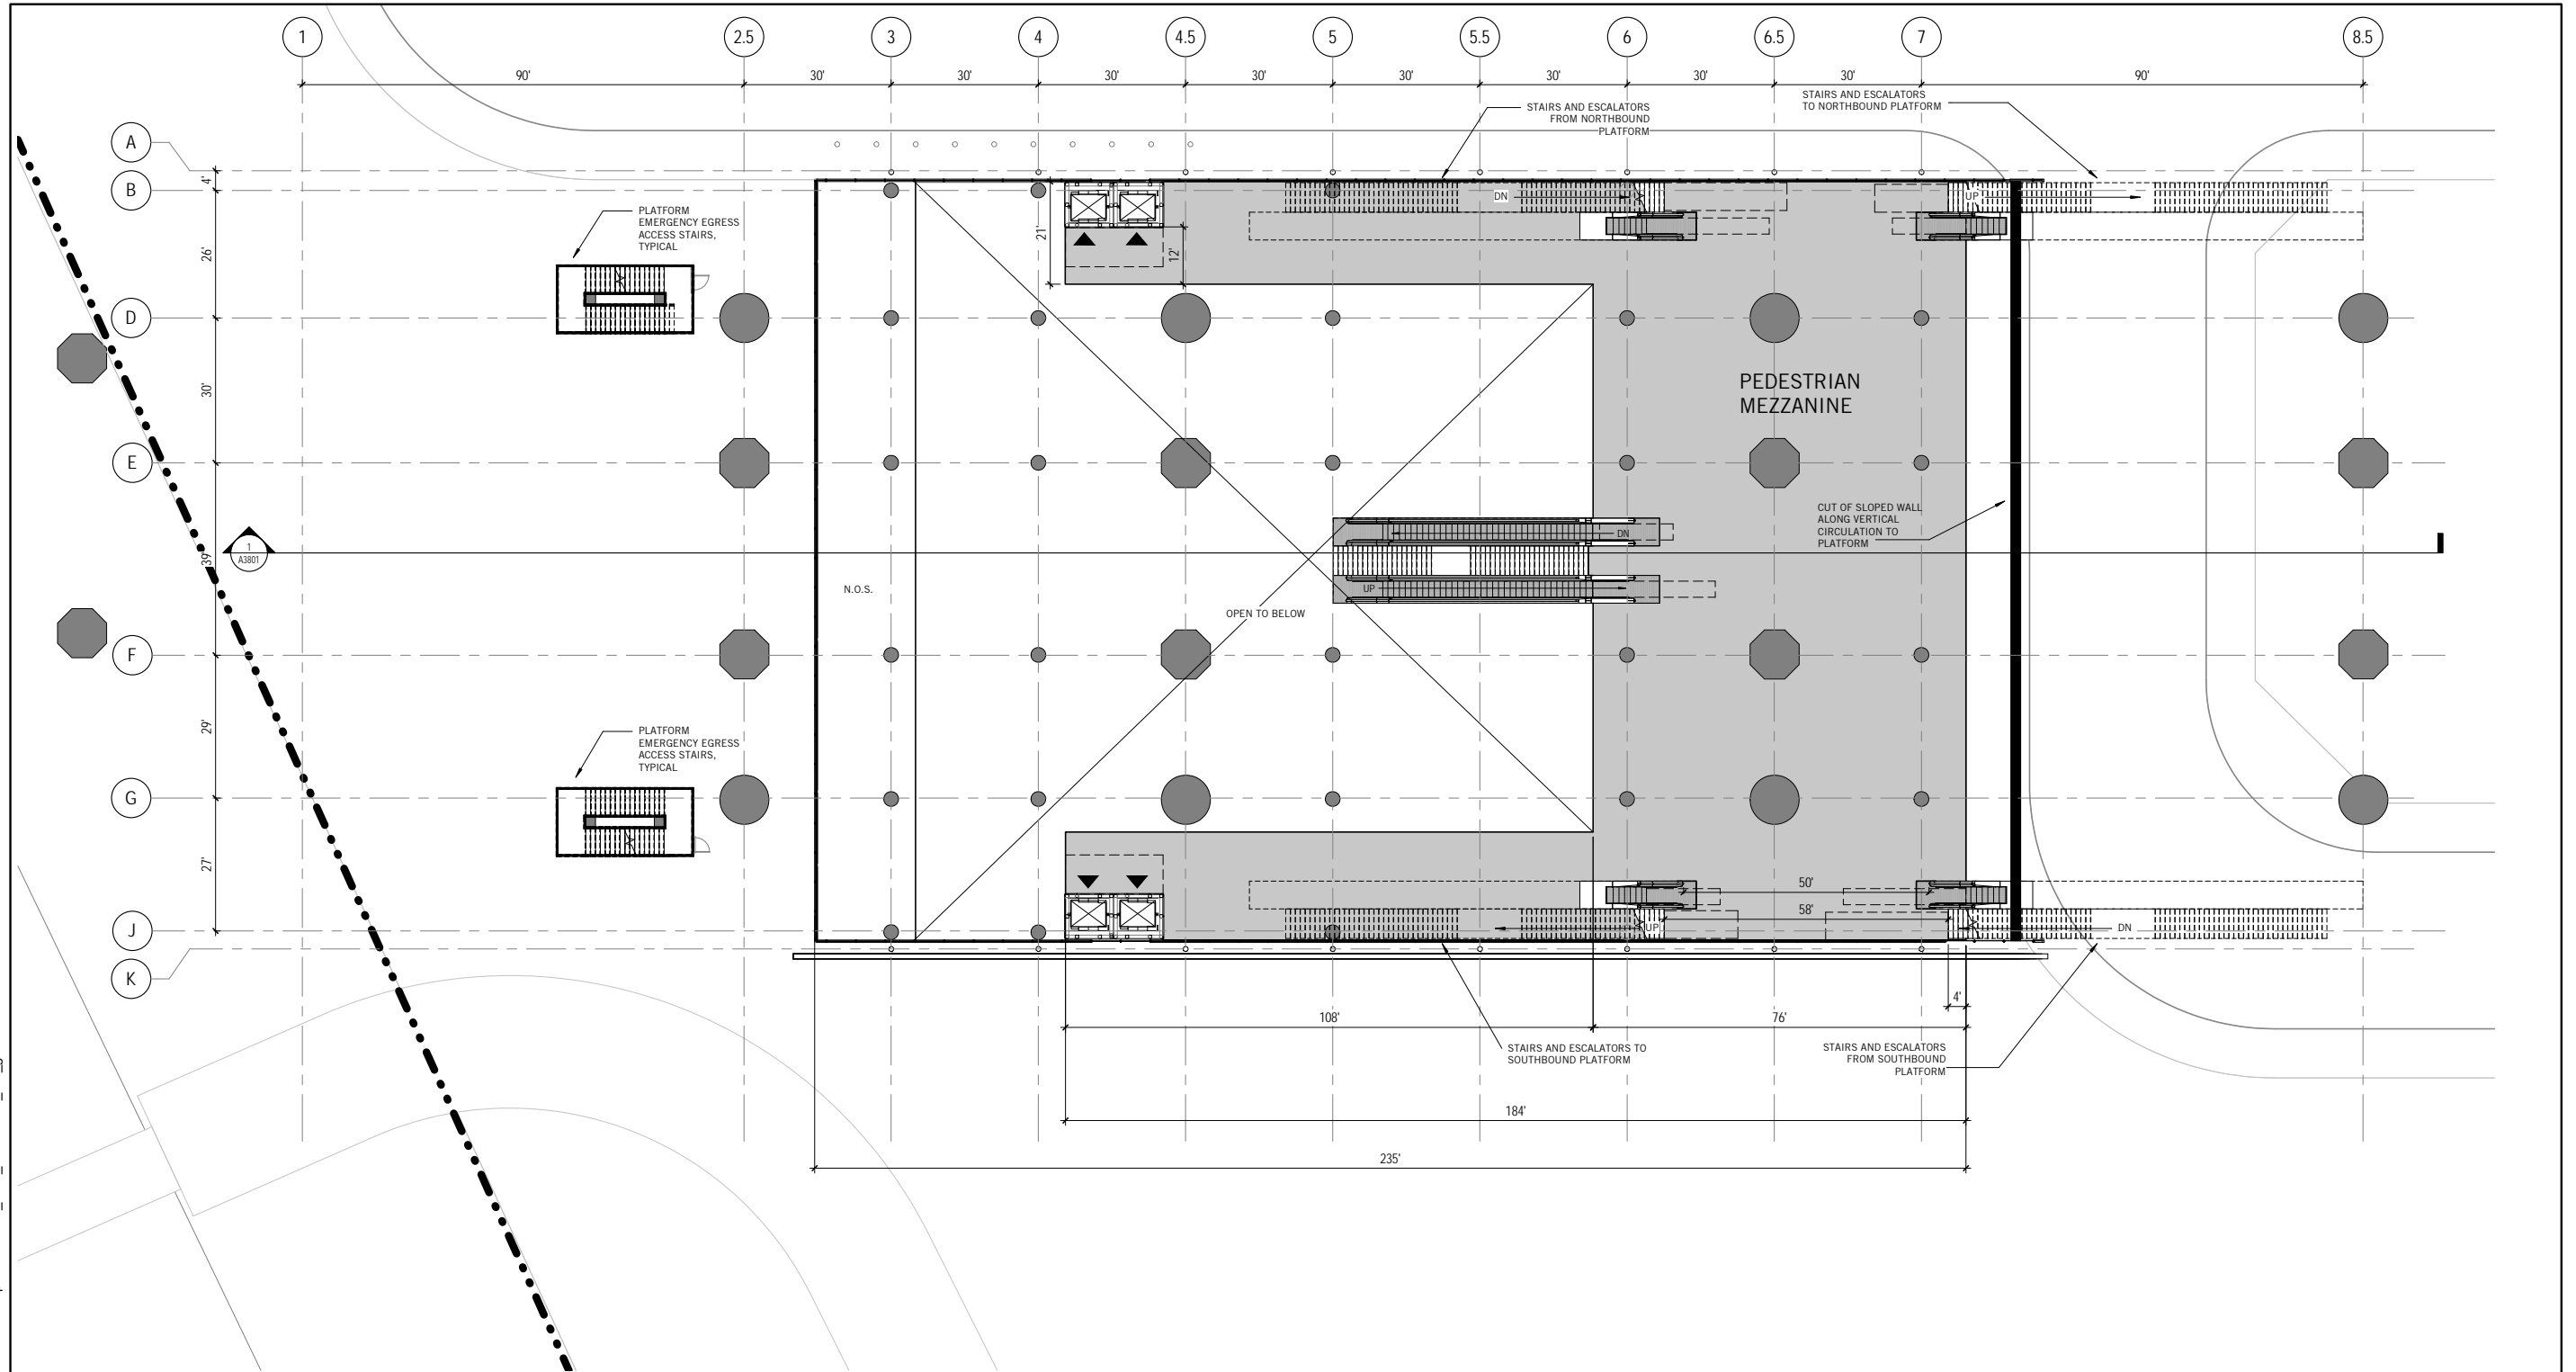 1
2.5
3
4
4.5
5
5.5
6
6.5
7
8.5
90'
30'
30'
30'
30'
30'
30'
30'
30'
90'
STAIRS AND ESCALATORS
FROM NORTHBOUND
PLATFORM
STAIRS AND ESCALATORS
TO NORTHBOUND PLATFORM
A
B
D
E
F
G
J
K
4'
26'
30'
39'
29'
27'
PLATFORM
EMERGENCY EGRESS
ACCESS STAIRS,
TYPICAL
21'
12'
DN
UP
PEDESTRIAN
MEZZANINE
CUT OF SLOPED WALL
ALONG VERTICAL
CIRCULATION TO
PLATFORM
1
A3801
DN
UP
N.O.S.
OPEN TO BELOW
PLATFORM
EMERGENCY EGRESS
ACCESS STAIRS,
TYPICAL
50'
58'
UP
DN
4'
108'
76'
STAIRS AND ESCALATORS TO
SOUTHBOUND PLATFORM
STAIRS AND ESCALATORS
FROM SOUTHBOUND
PLATFORM
184'
235'